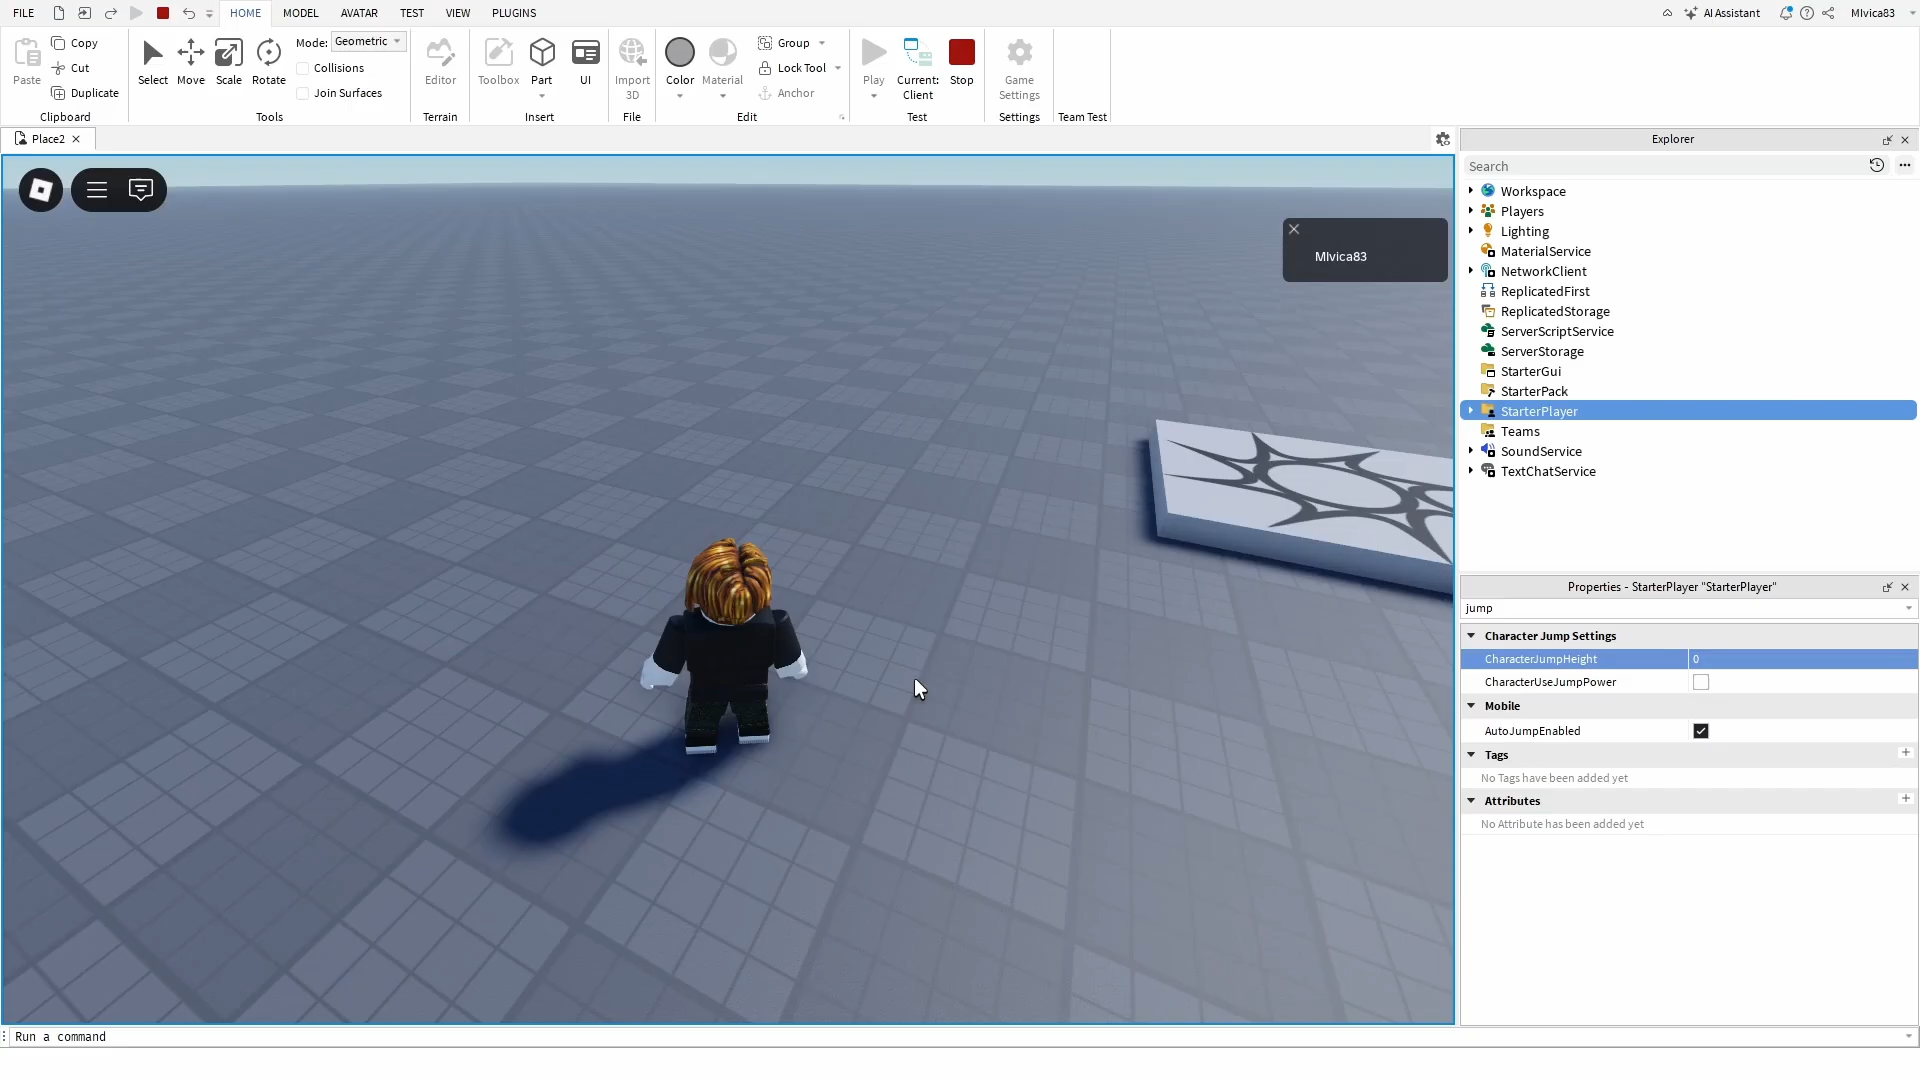 FILE
HOME
MODEL
AVATAR
TEST
VIEW
PLUGINS
AI Assistant
MIvica83
Paste
Copy
Cut
Duplicate
Clipboard
Select
Move
Scale
Rotate
Mode: Geometric
Collisions
Join Surfaces
Tools
Editor
Terrain
Toolbox
Part
UI
Insert
Import
3D
File
Color
Material
Group
Lock Tool
Anchor
Edit
Play
Current:
Client
Stop
Test
Game
Settings
Settings
Team Test
Place2
MIvica83
Explorer
Search
Workspace
Players
Lighting
MaterialService
NetworkClient
ReplicatedFirst
ReplicatedStorage
ServerScriptService
ServerStorage
StarterGui
StarterPack
StarterPlayer
Teams
SoundService
TextChatService
Properties - StarterPlayer "StarterPlayer"
jump
Character Jump Settings
CharacterJumpHeight 0
CharacterUseJumpPower
Mobile
AutoJumpEnabled
Tags
No Tags have been added yet
Attributes
No Attribute has been added yet
Run a command